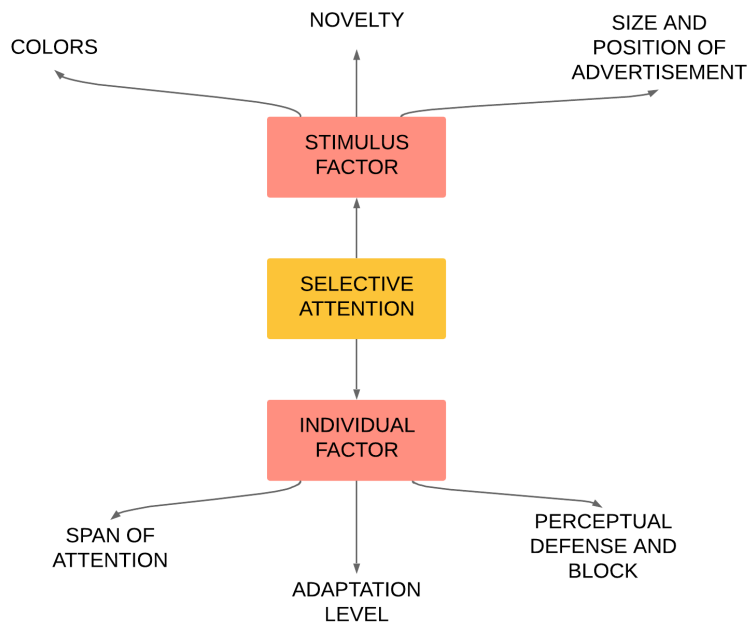 COLORS
NOVELTY
SIZE AND
POSITION OF
ADVERTISEMENT
STIMULUS
FACTOR
SELECTIVE
ATTENTION
INDIVIDUAL
FACTOR
SPAN OF
ATTENTION
ADAPTATION
LEVEL
PERCEPTUAL
DEFENSE AND
BLOCK